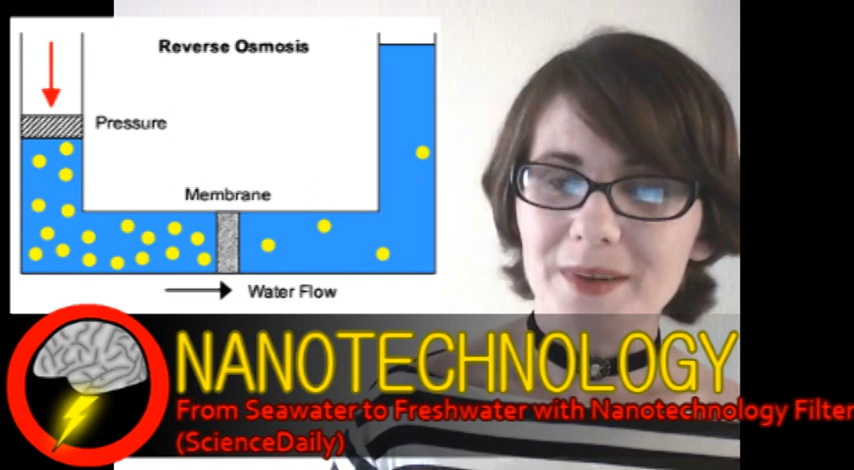 Reverse Osmosis
Pressure
Membrane
Water Flow
NANOTECHNOLOGY
From Seawater to Freshwater with Nanotechnology Filter
(ScienceDaily)